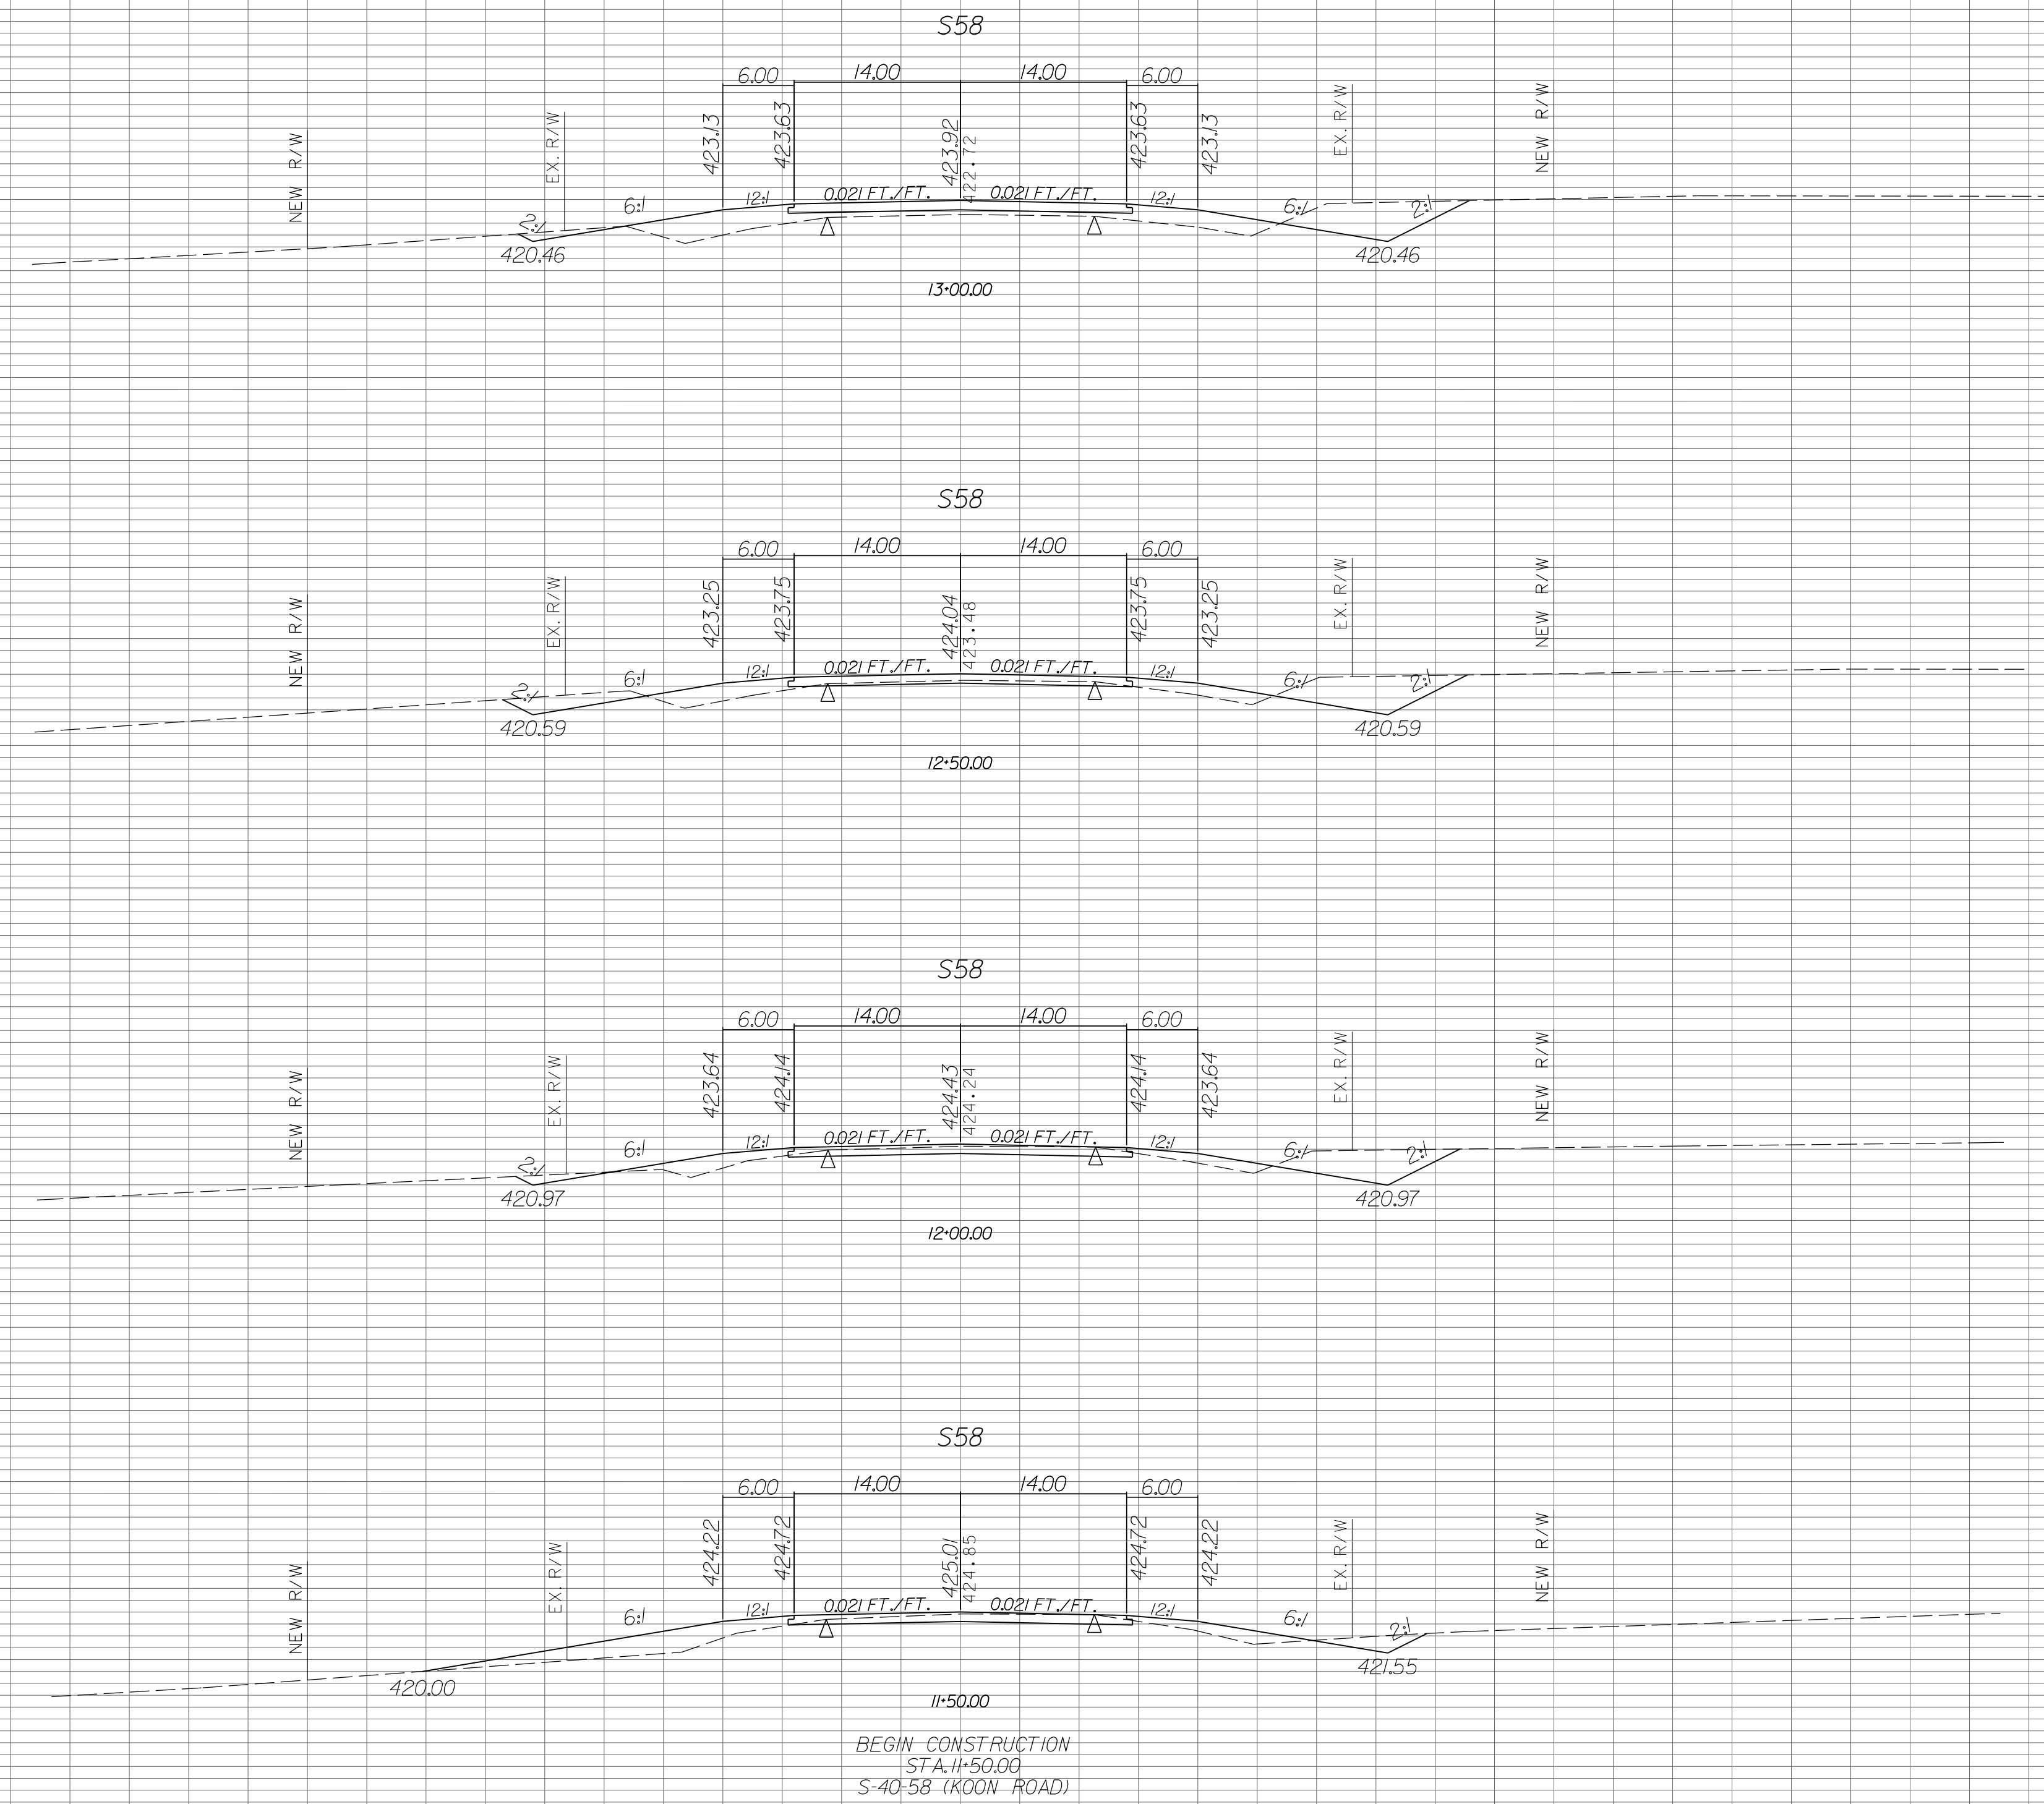 S58
6.00 14.00 14.00 6.00
NEW R/W EX. R/W 423.13 423.63 423.92 422.72 423.63 423.13 EX. R/W NEW R/W
2:1 6:1 12:1 0.021 FT./FT. 0.021 FT./FT. 12:1 6:1 2:1
420.46 420.46
13+00.00
S58
6.00 14.00 14.00 6.00
NEW R/W EX. R/W 423.25 423.75 424.04 423.48 423.75 423.25 EX. R/W NEW R/W
2:1 6:1 12:1 0.021 FT./FT. 0.021 FT./FT. 12:1 6:1 2:1
420.59 420.59
12+50.00
S58
6.00 14.00 14.00 6.00
NEW R/W EX. R/W 423.64 424.14 424.43 424.24 424.14 423.64 EX. R/W NEW R/W
2:1 6:1 12:1 0.021 FT./FT. 0.021 FT./FT. 12:1 6:1 2:1
420.97 420.97
12+00.00
S58
6.00 14.00 14.00 6.00
NEW R/W EX. R/W 424.22 424.72 425.01 424.85 424.72 424.22 EX. R/W NEW R/W
6:1 12:1 0.021 FT./FT. 0.021 FT./FT. 12:1 6:1 2:1
420.00 421.55
11+50.00
BEGIN CONSTRUCTION
STA. 11+50.00
S-40-58 (KOON ROAD)